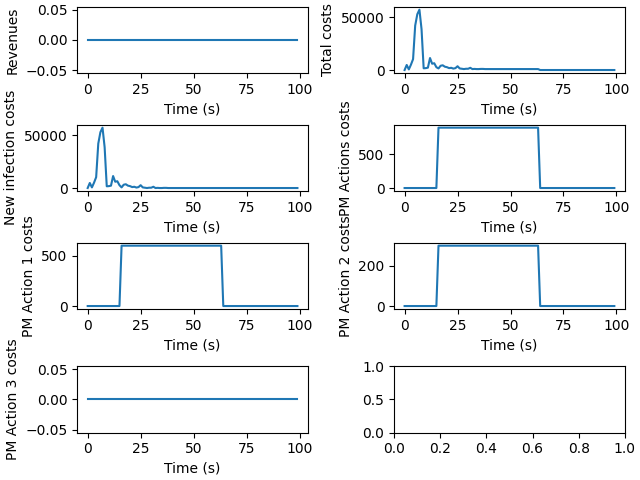 Revenues
0.05
0.00
−0.05
0 25 50 75 100
Time (s)
Total costs
50000
0
0 25 50 75 100
Time (s)
New infection costs
50000
0
0 25 50 75 100
Time (s)
PM Actions costs
500
0
0 25 50 75 100
Time (s)
PM Action 1 costs
500
0
0 25 50 75 100
Time (s)
PM Action 2 costs
200
0
0 25 50 75 100
Time (s)
PM Action 3 costs
0.05
0.00
−0.05
0 25 50 75 100
Time (s)
1.0
0.5
0.0
0.0 0.2 0.4 0.6 0.8 1.0